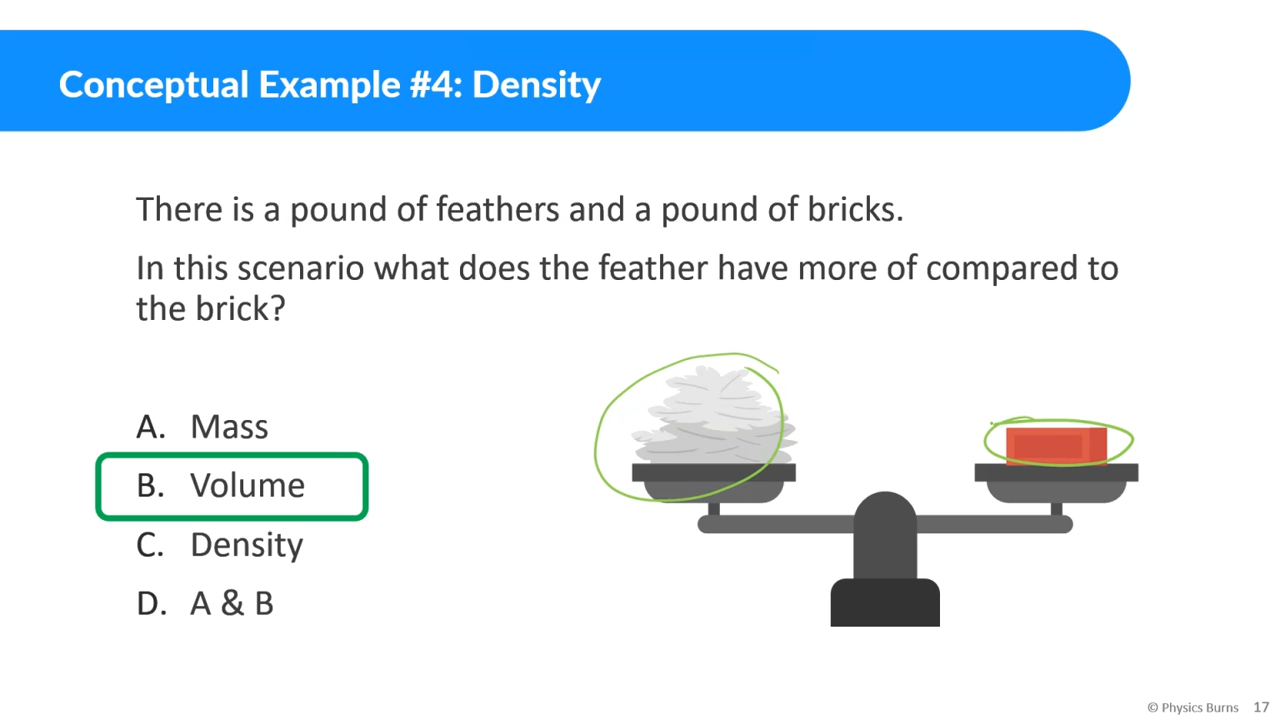 Conceptual Example #4: Density
There is a pound of feathers and a pound of bricks.
In this scenario what does the feather have more of compared to
the brick?
A. Mass
B. Volume
C. Density
D. A & B
© Physics Burns 17